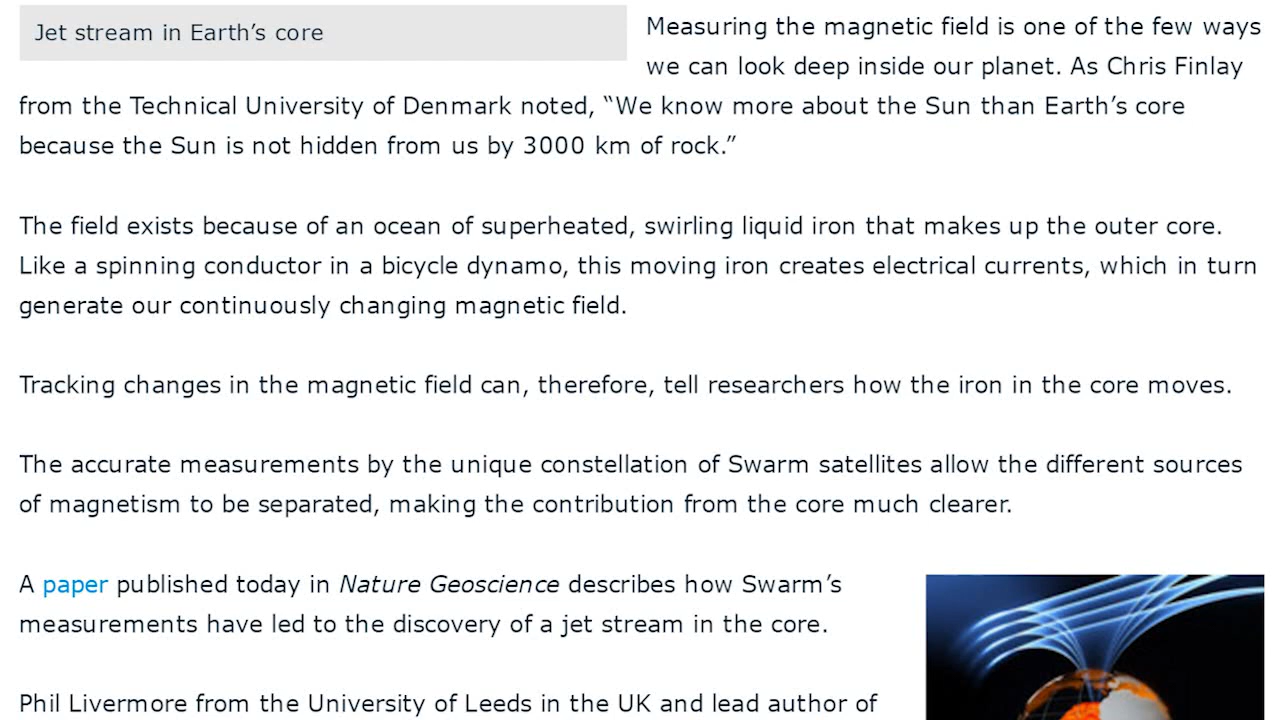 Jet stream in Earth’s core
Measuring the magnetic field is one of the few ways
we can look deep inside our planet. As Chris Finlay
from the Technical University of Denmark noted, “We know more about the Sun than Earth’s core
because the Sun is not hidden from us by 3000 km of rock.”
The field exists because of an ocean of superheated, swirling liquid iron that makes up the outer core.
Like a spinning conductor in a bicycle dynamo, this moving iron creates electrical currents, which in turn
generate our continuously changing magnetic field.
Tracking changes in the magnetic field can, therefore, tell researchers how the iron in the core moves.
The accurate measurements by the unique constellation of Swarm satellites allow the different sources
of magnetism to be separated, making the contribution from the core much clearer.
A paper published today in Nature Geoscience describes how Swarm’s
measurements have led to the discovery of a jet stream in the core.
Phil Livermore from the University of Leeds in the UK and lead author of